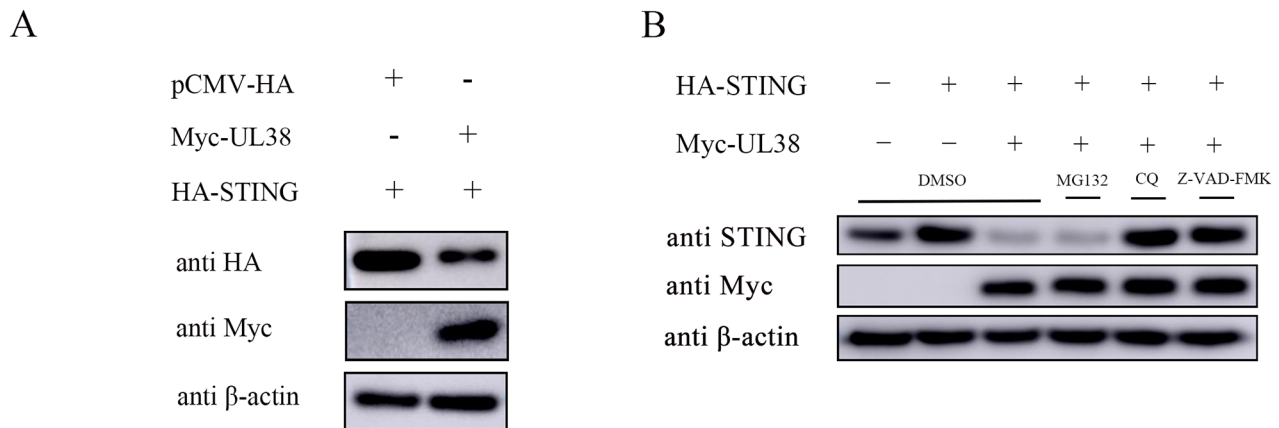 A
pCMV-HA + -
Myc-UL38 - +
HA-STING + +
anti HA
anti Myc
anti β-actin
B
HA-STING − + + + + +
Myc-UL38 − − + + + +
DMSO MG132 CQ Z-VAD-FMK
anti STING
anti Myc
anti β-actin